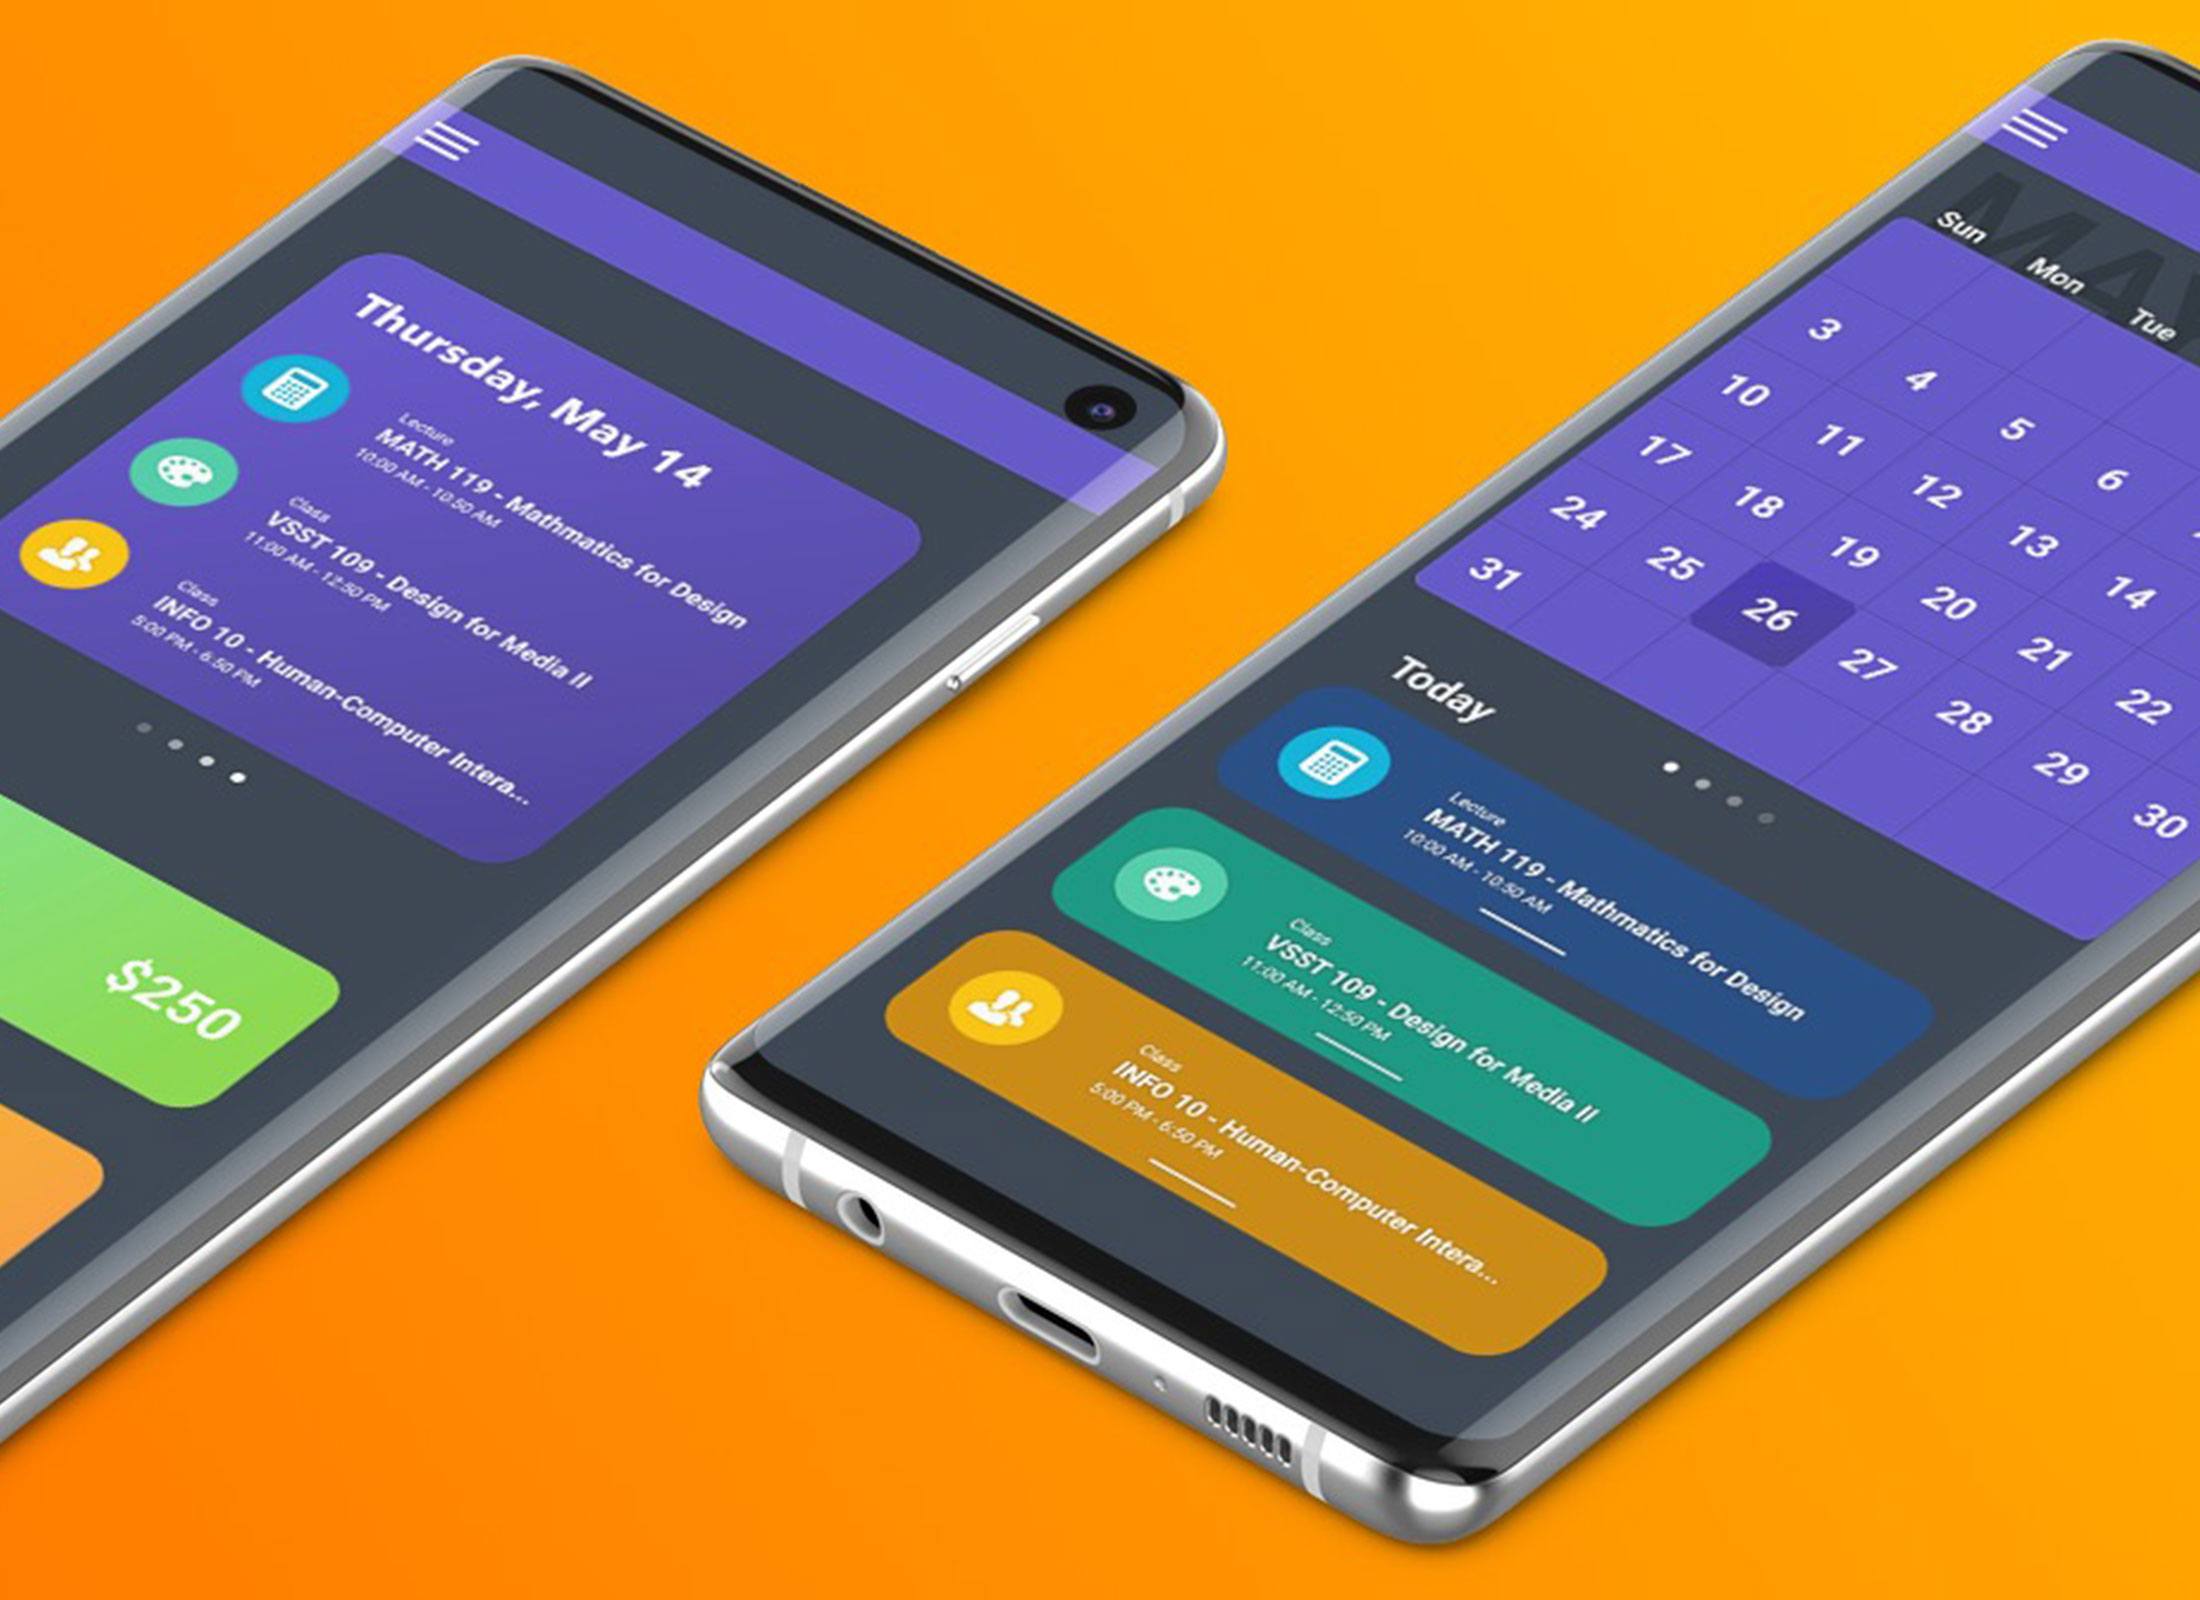 Thursday, May 14
Lecture
MATH 119 - Mathmatics for Design
10:00 AM - 10:50 AM
Class
VSST 109 - Design for Media II
11:00 AM - 12:50 PM
Class
INFO 10 - Human-Computer Intera...
5:00 PM - 6:50 PM
$250
MAY
Sun Mon Tue
3 4 5 6
10 11 12 13 14
17 18 19 20 21 22
24 25 26 27 28 29 30
31
Today
Lecture
MATH 119 - Mathmatics for Design
10:00 AM - 10:50 AM
Class
VSST 109 - Design for Media II
11:00 AM - 12:50 PM
Class
INFO 10 - Human-Computer Intera...
5:00 PM - 6:50 PM